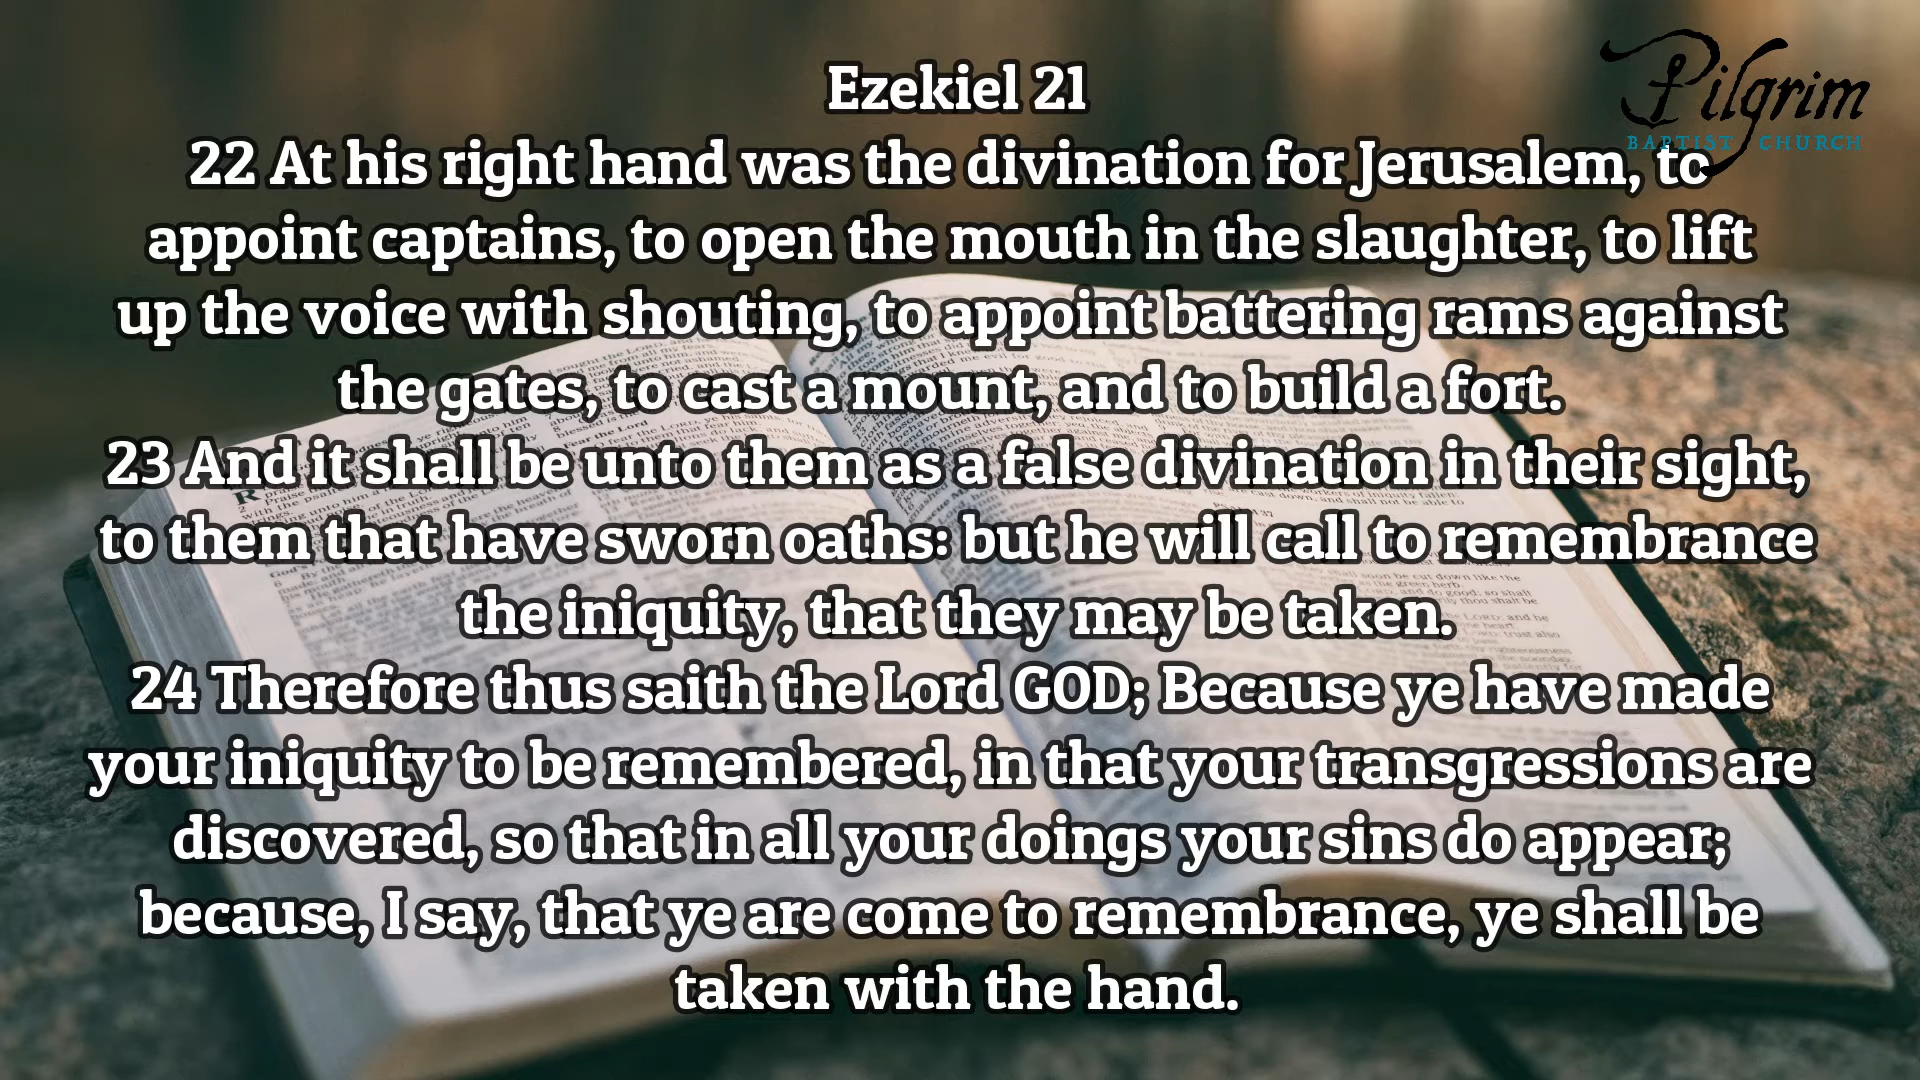 Pilgrim
BAPTIST CHURCH
Ezekiel 21
22 At his right hand was the divination for Jerusalem, to
appoint captains, to open the mouth in the slaughter, to lift
up the voice with shouting, to appoint battering rams against
the gates, to cast a mount, and to build a fort.
23 And it shall be unto them as a false divination in their sight,
to them that have sworn oaths: but he will call to remembrance
the iniquity, that they may be taken.
24 Therefore thus saith the Lord GOD; Because ye have made
your iniquity to be remembered, in that your transgressions are
discovered, so that in all your doings your sins do appear;
because, I say, that ye are come to remembrance, ye shall be
taken with the hand.